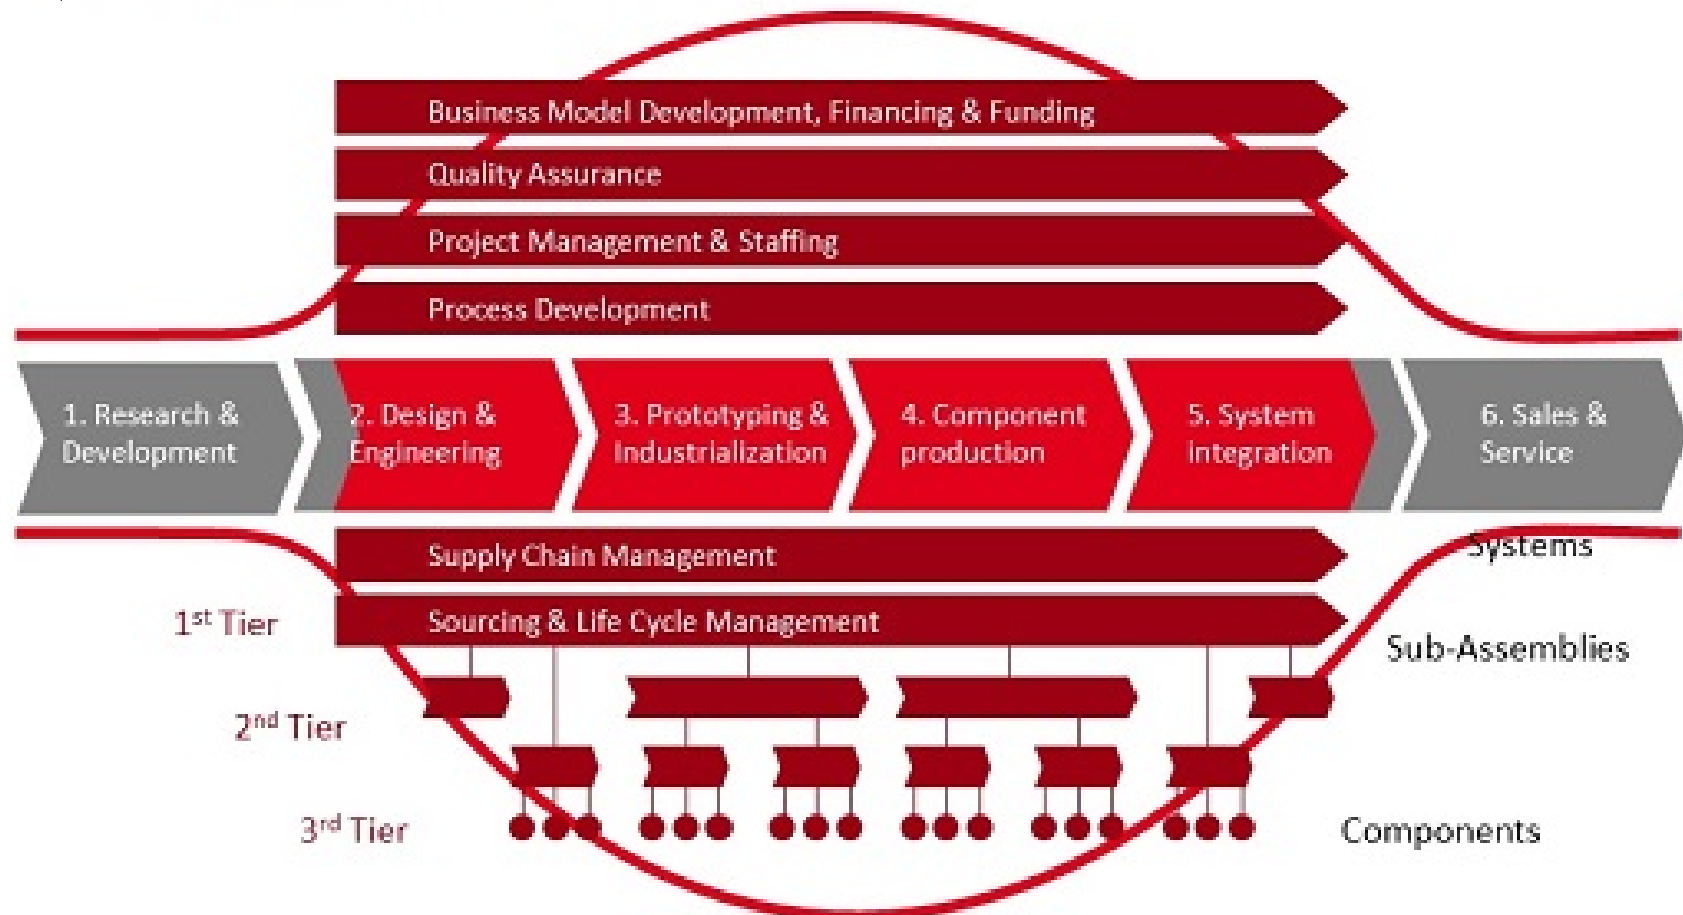 Business Model Development, Financing & Funding
Quality Assurance
Project Management & Staffing
Process Development
1. Research &
Development
2. Design &
Engineering
3. Prototyping &
Industrialization
4. Component
production
5. System
integration
6. Sales &
Service
Supply Chain Management
Systems
1st Tier
Sourcing & Life Cycle Management
Sub-Assemblies
2nd Tier
3rd Tier
Components